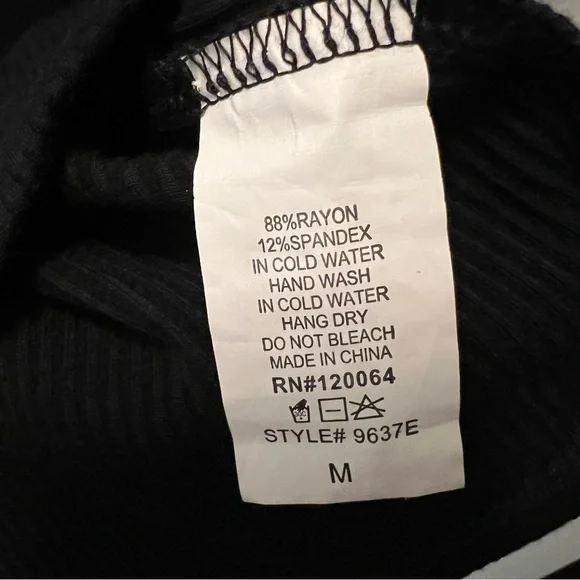 88%RAYON
12%SPANDEX
IN COLD WATER
HAND WASH
IN COLD WATER
HANG DRY
DO NOT BLEACH
MADE IN CHINA
RN#120064
STYLE# 9637E
M